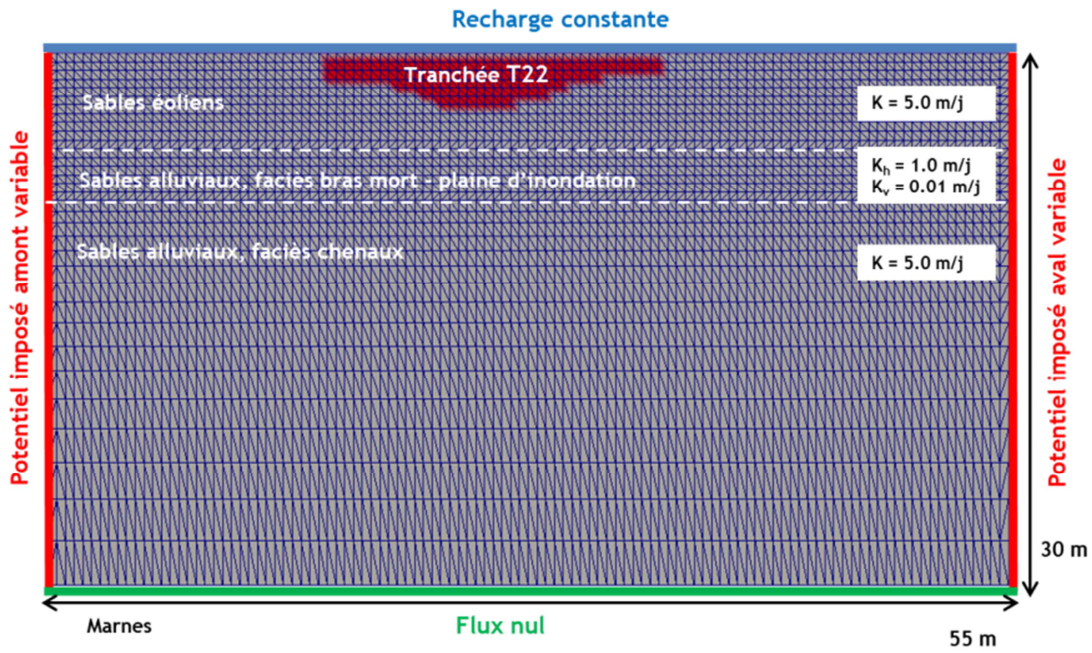 Recharge constante
Tranchée T22
Sables éoliens
K = 5.0 m/j
Potentiel imposé amont variable
Sables alluviaux, faciès bras mort – plaine d'inondation
Kh = 1.0 m/j
Kv = 0.01 m/j
Potentiel imposé aval variable
Sables alluviaux, faciès chenaux
K = 5.0 m/j
30 m
Marnes
Flux nul
55 m